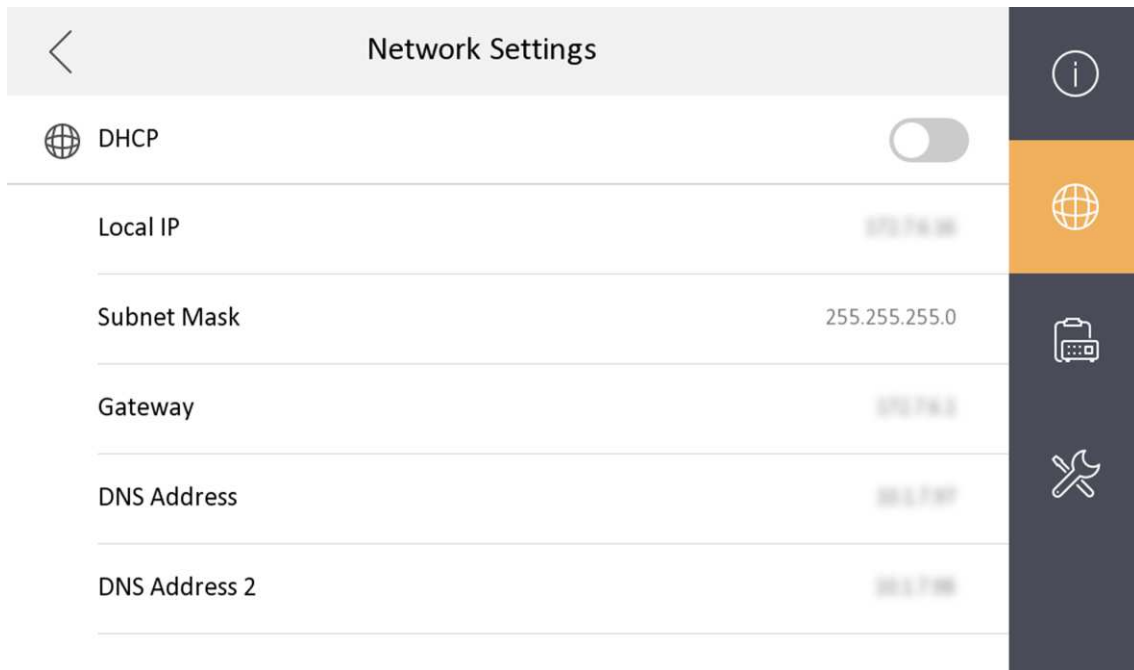 Network Settings
DHCP
Local IP
Subnet Mask 255.255.255.0
Gateway
DNS Address
DNS Address 2